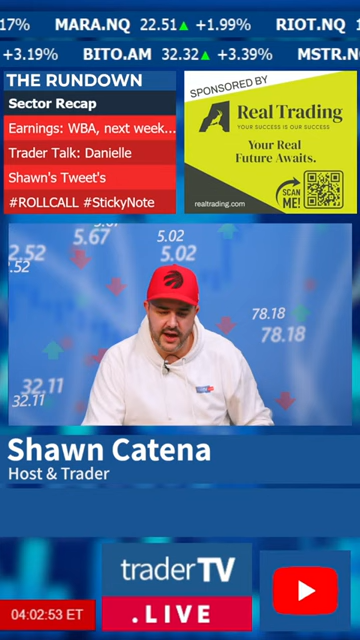 17% MARA.NQ 22.51 +1.99% RIOT.NQ
+3.19% BITO.AM 32.32 +3.39% MSTR.N
THE RUNDOWN
Sector Recap
Earnings: WBA, next week...
Trader Talk: Danielle
Shawn's Tweet's
#ROLLCALL #StickyNote
SPONSORED BY
Real Trading
YOUR SUCCESS IS OUR SUCCESS
Your Real
Future Awaits.
SCAN
ME!
realtrading.com
5.67
5.02
5.02
2.52
.52
78.18
78.18
32.11
32.11
Shawn Catena
Host & Trader
traderTV
.LIVE
04:02:53 ET